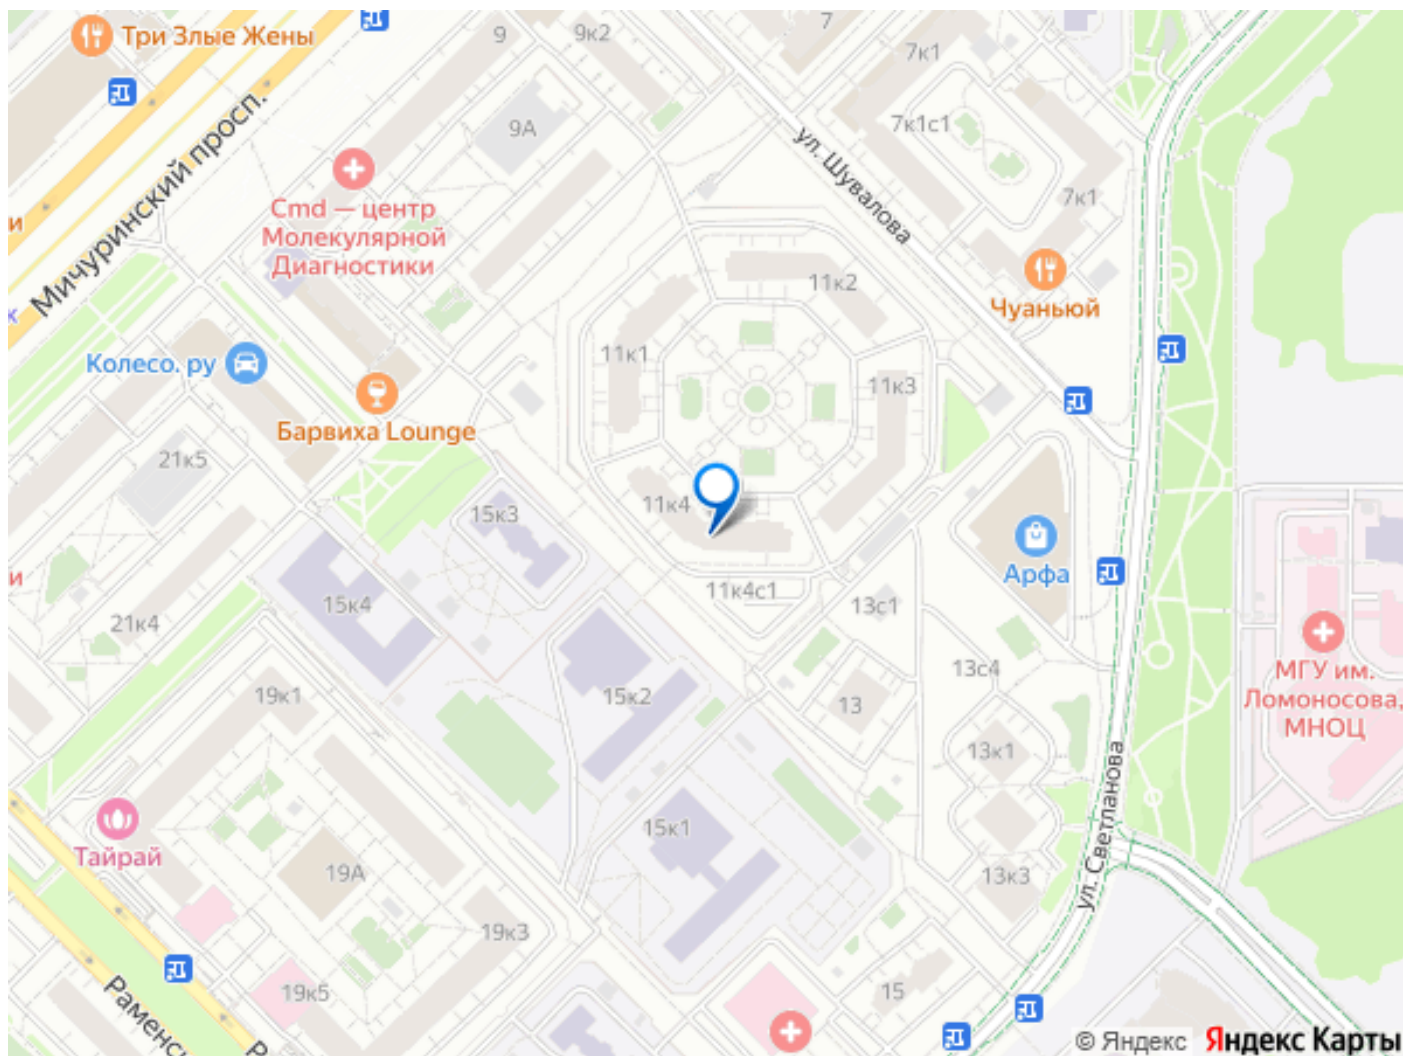 Три Злые Жены
9
9к2
7
7к1
9А
7к1с1
ул. Шувалова
Мичуринский просп.
7к1
Cmd — центр
Молекулярной
Диагностики
и
11к2
Чуаньюй
к
Колесо. ру
11к1
11к3
Барвиха Lounge
21к5
11к4
15к3
Арфа
и
11к4с1
15к4
13с1
21к4
МГУ им.
Ломоносова,
МНОЦ
13с4
19к1
15к2
13
13к1
ул. Светланова
15к1
Тайрай
19А
13к3
19к3
19к5
15
Раменс
© Яндекс
Яндекс Карты